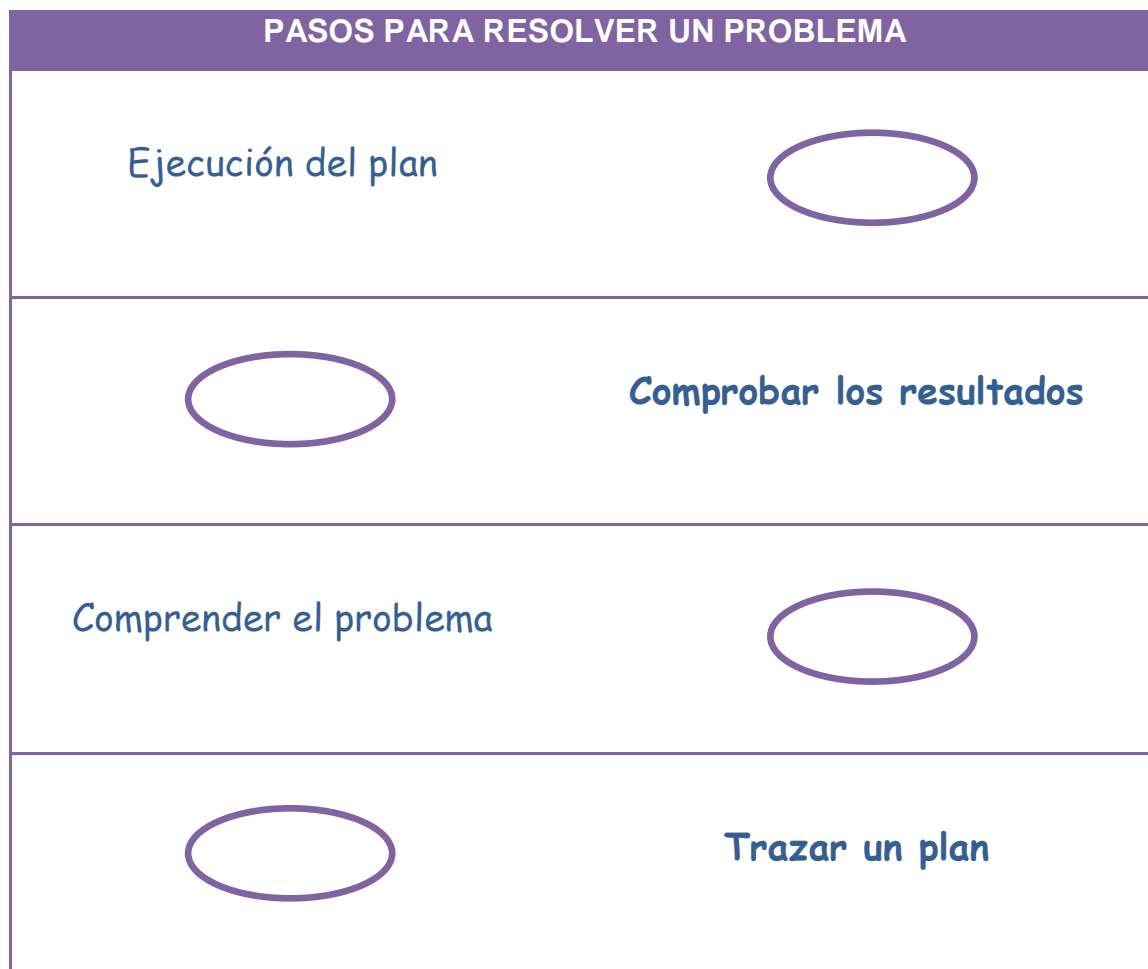 PASOS PARA RESOLVER UN PROBLEMA
Ejecución del plan
Comprobar los resultados
Comprender el problema
Trazar un plan